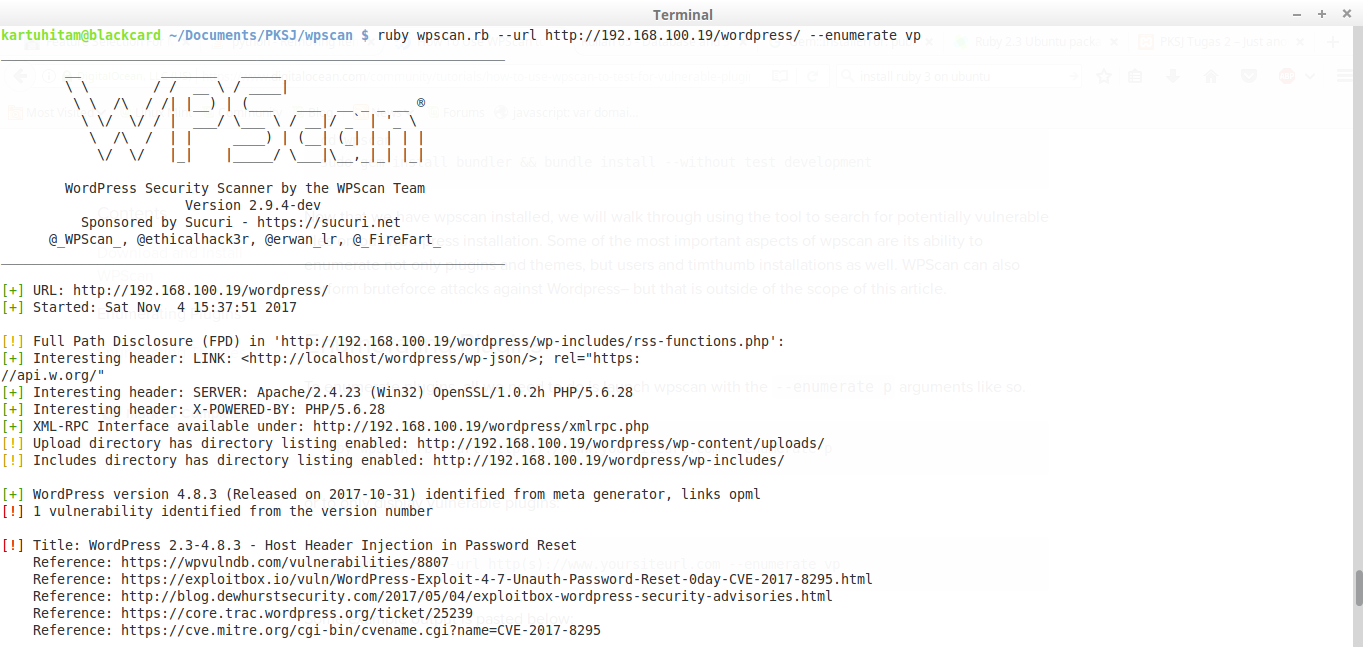 Terminal
kartuhitam@blackcard ~/Documents/PKSJ/wpscan $ ruby wpscan.rb --url http://192.168.100.19/wordpress/ --enumerate vp
WPScan ®
WordPress Security Scanner by the WPScan Team
Version 2.9.4-dev
Sponsored by Sucuri - https://sucuri.net
@_WPScan_, @ethicalhack3r, @erwan_lr, @_FireFart_
[+] URL: http://192.168.100.19/wordpress/
[+] Started: Sat Nov  4 15:37:51 2017
[!] Full Path Disclosure (FPD) in 'http://192.168.100.19/wordpress/wp-includes/rss-functions.php':
[+] Interesting header: LINK: <http://localhost/wordpress/wp-json/>; rel="https:
//api.w.org/"
[+] Interesting header: SERVER: Apache/2.4.23 (Win32) OpenSSL/1.0.2h PHP/5.6.28
[+] Interesting header: X-POWERED-BY: PHP/5.6.28
[+] XML-RPC Interface available under: http://192.168.100.19/wordpress/xmlrpc.php
[!] Upload directory has directory listing enabled: http://192.168.100.19/wordpress/wp-content/uploads/
[!] Includes directory has directory listing enabled: http://192.168.100.19/wordpress/wp-includes/
[+] WordPress version 4.8.3 (Released on 2017-10-31) identified from meta generator, links opml
[!] 1 vulnerability identified from the version number
[!] Title: WordPress 2.3-4.8.3 - Host Header Injection in Password Reset
Reference: https://wpvulndb.com/vulnerabilities/8807
Reference: https://exploitbox.io/vuln/WordPress-Exploit-4-7-Unauth-Password-Reset-0day-CVE-2017-8295.html
Reference: http://blog.dewhurstsecurity.com/2017/05/04/exploitbox-wordpress-security-advisories.html
Reference: https://core.trac.wordpress.org/ticket/25239
Reference: https://cve.mitre.org/cgi-bin/cvename.cgi?name=CVE-2017-8295